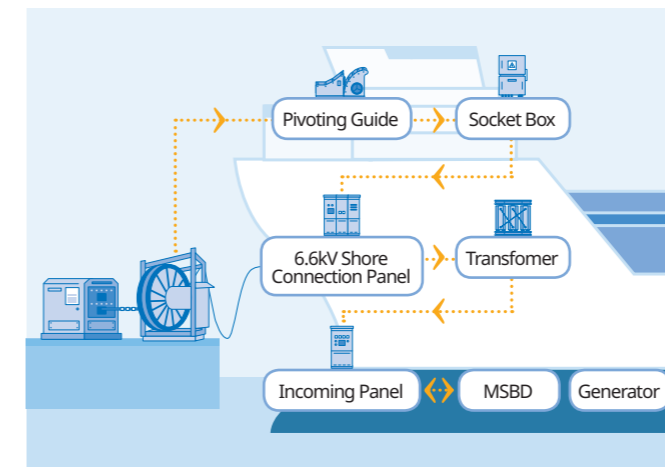 Pivoting Guide
Socket Box
6.6kV Shore
Connection Panel
Transfomer
Incoming Panel
MSBD
Generator